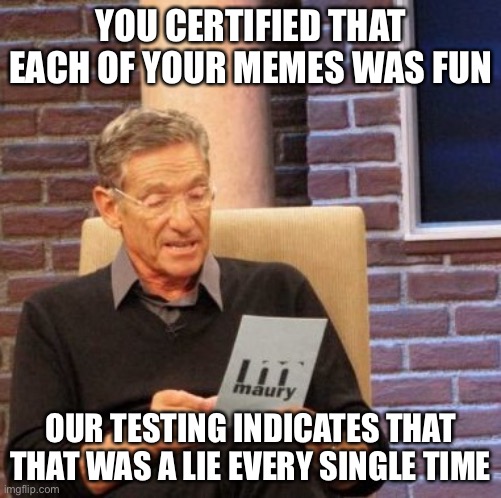 YOU CERTIFIED THAT
EACH OF YOUR MEMES WAS FUN
maury
OUR TESTING INDICATES THAT
THAT WAS A LIE EVERY SINGLE TIME
imgflip.com